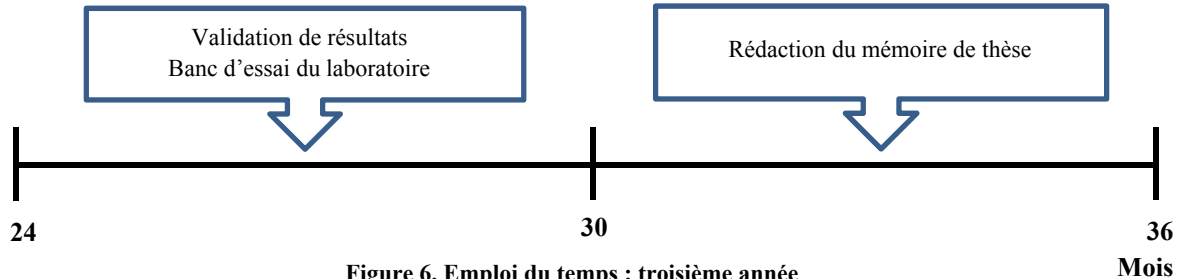 Validation de résultats
Banc d’essai du laboratoire
Rédaction du mémoire de thèse
24
30
36
Mois
Figure 6. Emploi du temps : troisième année